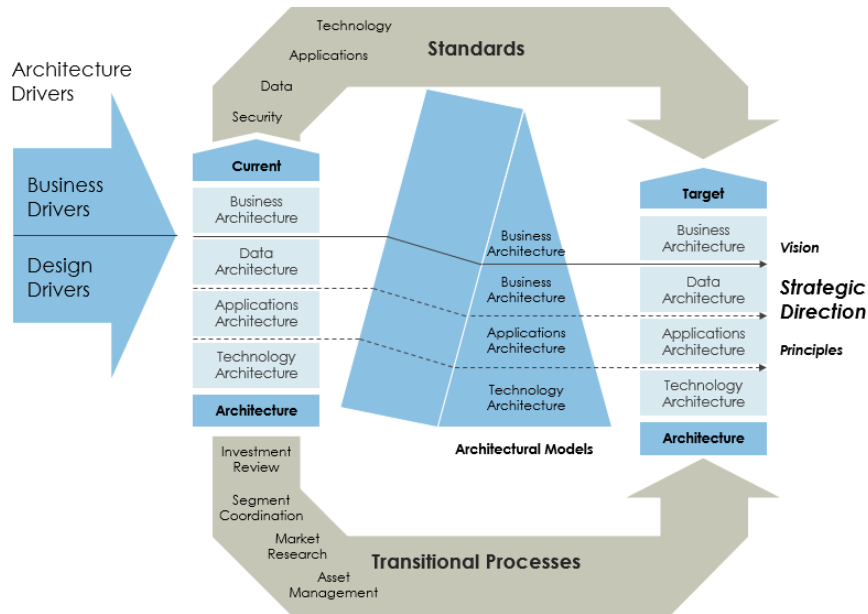 Technology
Standards
Applications
Data
Security
Architecture
Drivers
Business
Drivers
Design
Drivers
Current
Business
Architecture
Data
Architecture
Applications
Architecture
Technology
Architecture
Architecture
Business
Architecture
Business
Architecture
Applications
Architecture
Technology
Architecture
Architectural Models
Target
Business
Architecture
Data
Architecture
Applications
Architecture
Technology
Architecture
Architecture
Vision
Strategic
Direction
Principles
Investment
Review
Segment
Coordination
Market
Research
Asset
Management
Transitional Processes